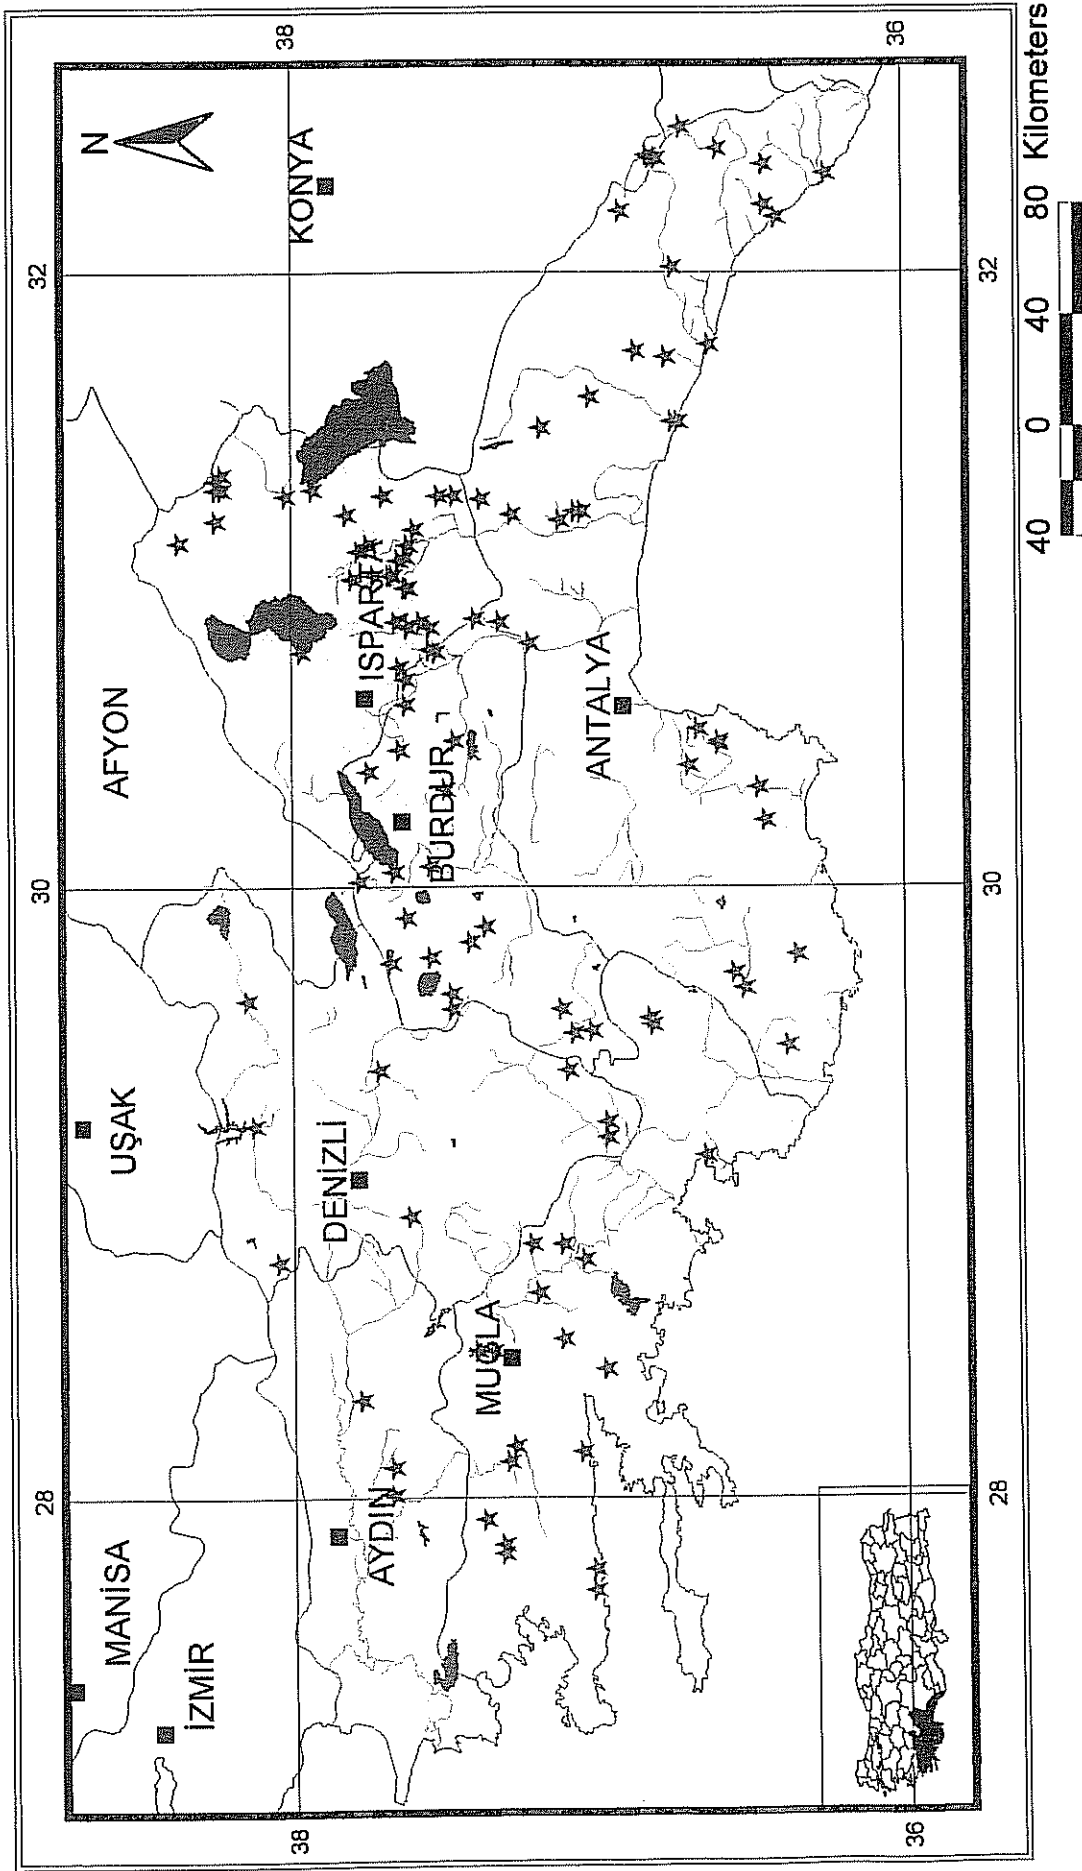 28
30
32
MANİSA
UŞAK
AFYON
N
İZMİR
KONYA
38
38
DENİZLİ
ISPARTA
AYDIN
BURDUR
MUĞLA
ANTALYA
36
36
28
30
32
40 0 40 80 Kilometers